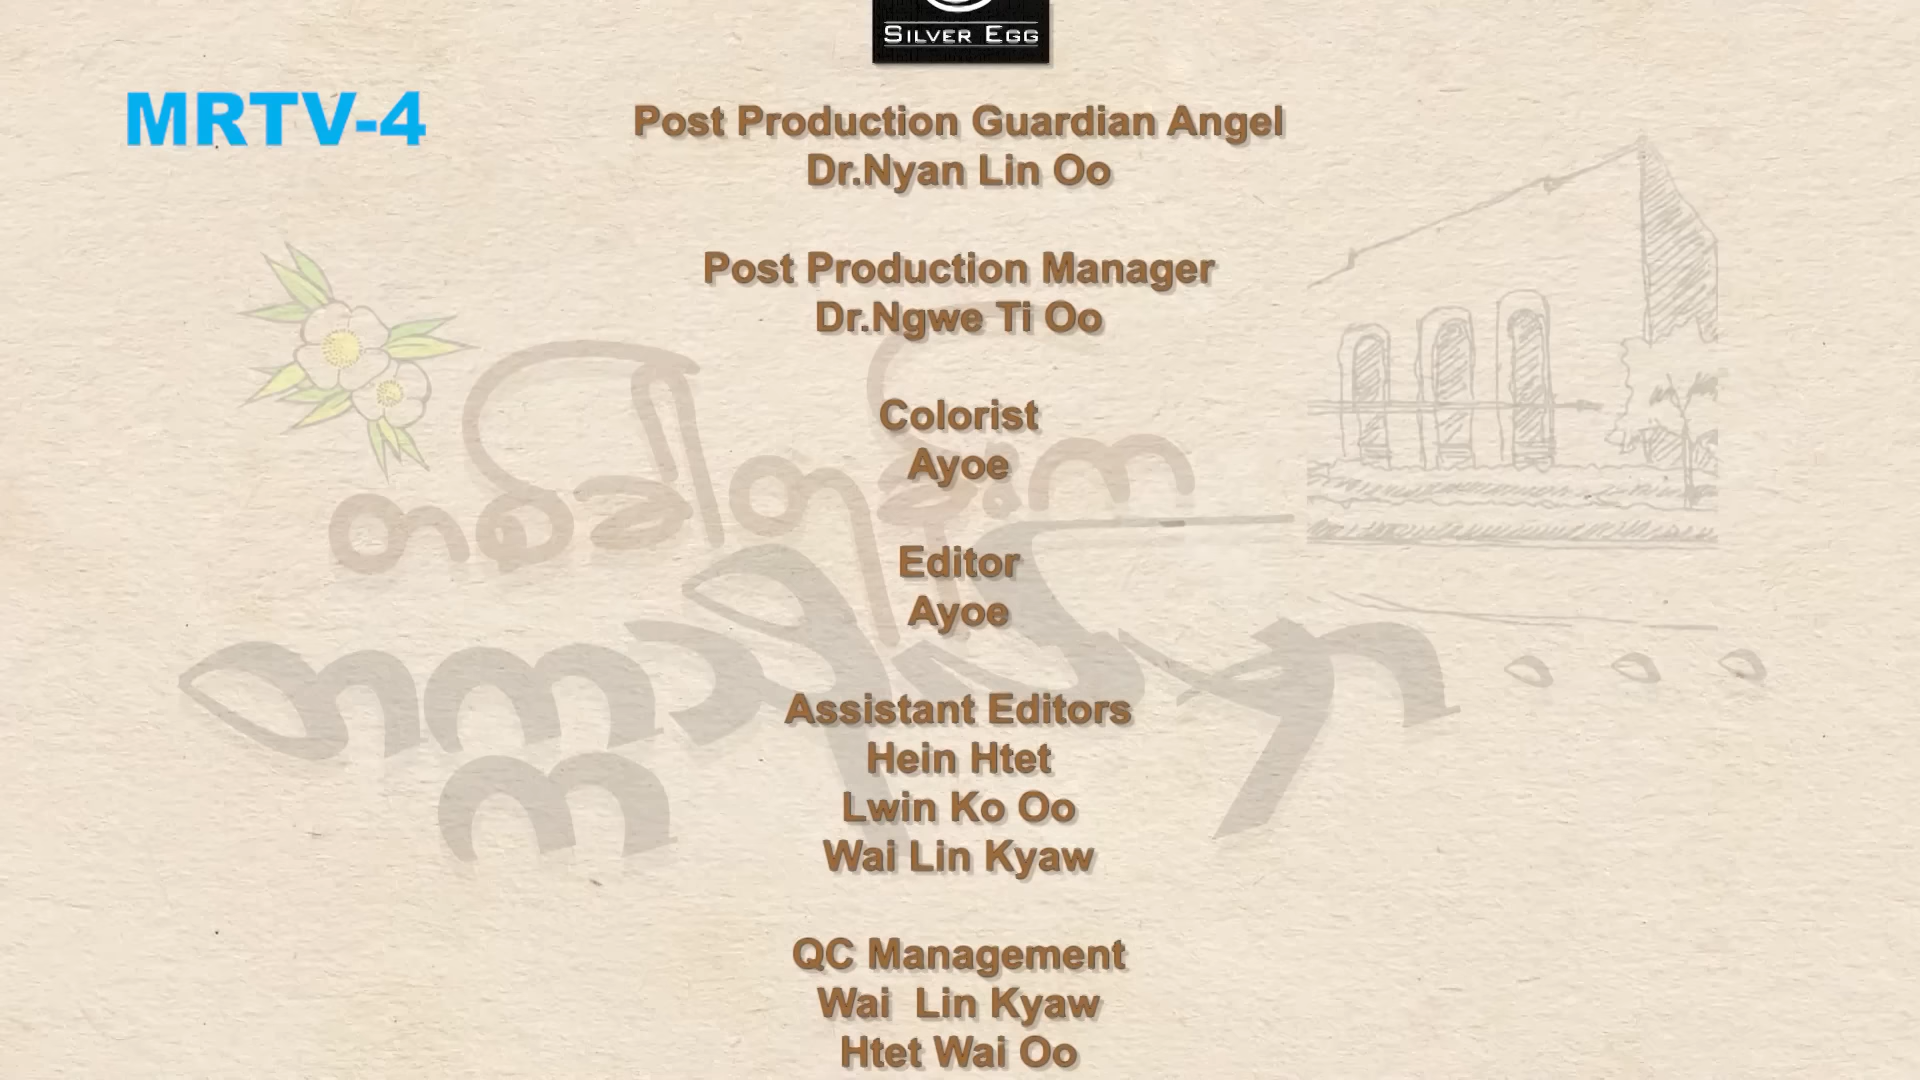 SILVER EGG
MRTV-4
Post Production Guardian Angel
Dr.Nyan Lin Oo
Post Production Manager
Dr.Ngwe Ti Oo
Colorist
Ayoe
Editor
Ayoe
Assistant Editors
Hein Htet
Lwin Ko Oo
Wai Lin Kyaw
QC Management
Wai Lin Kyaw
Htet Wai Oo